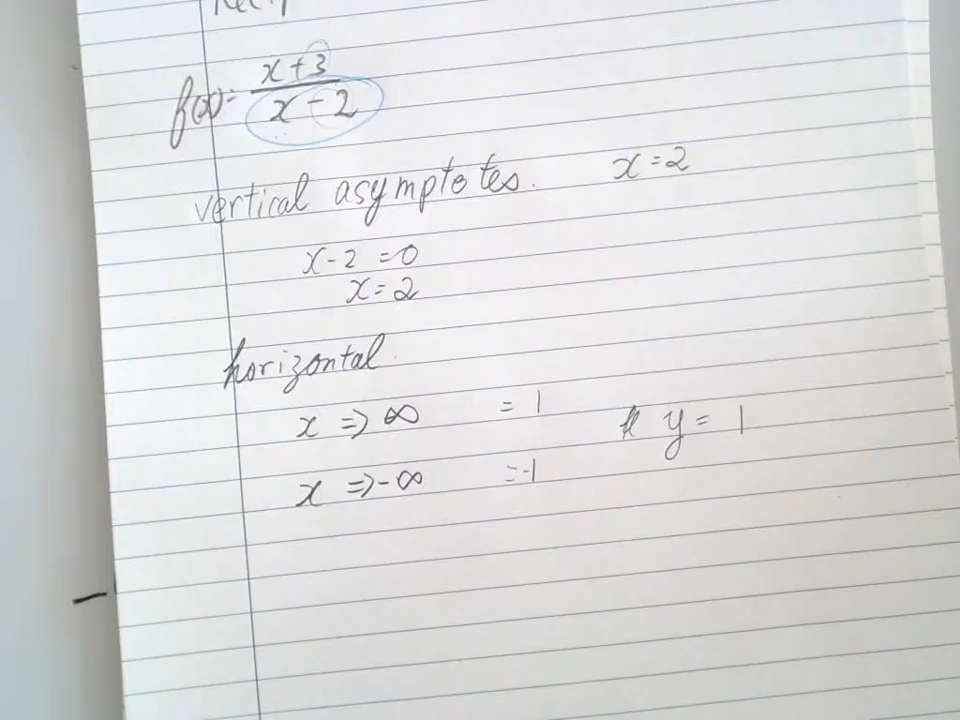 f(x) = x + 3 / x - 2
vertical asymptotes. x = 2
x - 2 = 0
x = 2
horizontal
x ⇒ ∞ = 1 y = 1
x ⇒ -∞ = -1